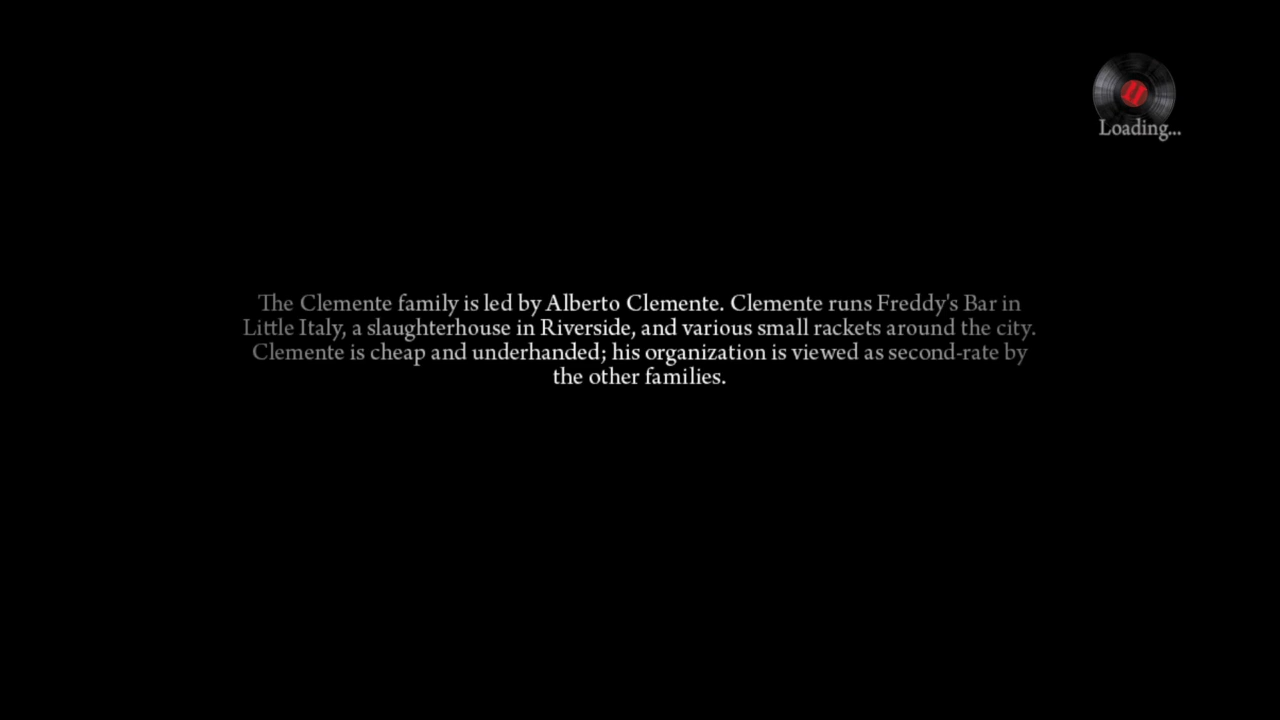 Loading...
The Clemente family is led by Alberto Clemente. Clemente runs Freddy's Bar in
Little Italy, a slaughterhouse in Riverside, and various small rackets around the city.
Clemente is cheap and underhanded; his organization is viewed as second-rate by
the other families.